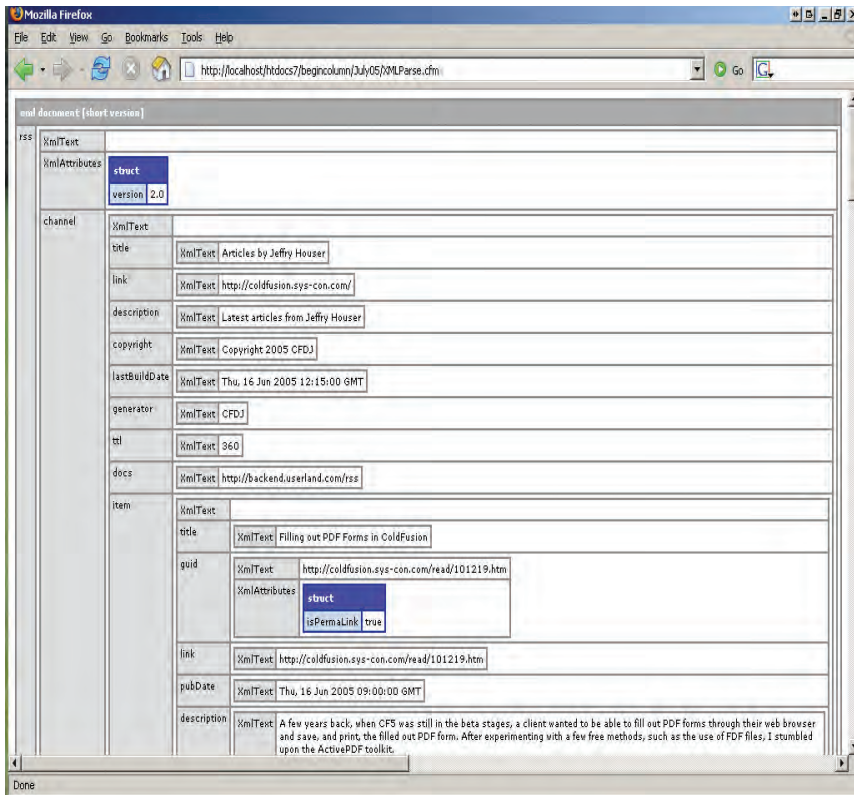 Mozilla Firefox
File Edit View Go Bookmarks Tools Help
http://localhost/htdocs7/begincolumn/July05/XMLParse.cfm Go G
xml document [short version]
rss XmlText
XmlAttributes
struct
version 2.0
channel XmlText
title XmlText Articles by Jeffry Houser
link XmlText http://coldfusion.sys-con.com/
description XmlText Latest articles from Jeffry Houser
copyright XmlText Copyright 2005 CFDJ
lastBuildDate XmlText Thu, 16 Jun 2005 12:15:00 GMT
generator XmlText CFDJ
ttl XmlText 360
docs XmlText http://backend.userland.com/rss
item XmlText
title XmlText Filling out PDF Forms in ColdFusion
guid XmlText http://coldfusion.sys-con.com/read/101219.htm
XmlAttributes
struct
isPermaLink true
link XmlText http://coldfusion.sys-con.com/read/101219.htm
pubDate XmlText Thu, 16 Jun 2005 09:00:00 GMT
description XmlText A few years back, when CF5 was still in the beta stages, a client wanted to be able to fill out PDF forms through their web browser
and save, and print, the filled out PDF form. After experimenting with a few free methods, such as the use of FDF files, I stumbled
upon the ActivePDF toolkit.
Done